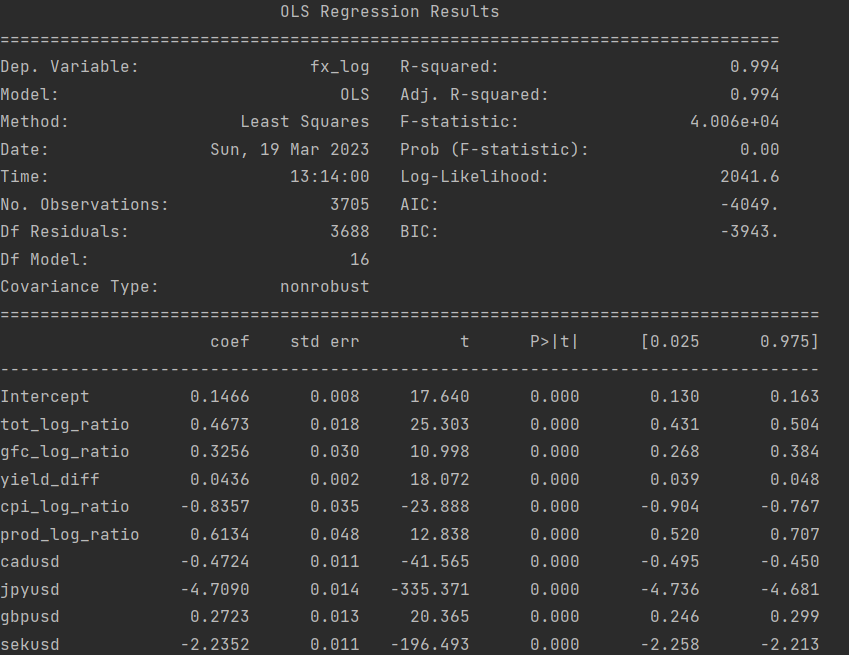 OLS Regression Results
==============================================================================
Dep. Variable: fx_log R-squared: 0.994
Model: OLS Adj. R-squared: 0.994
Method: Least Squares F-statistic: 4.006e+04
Date: Sun, 19 Mar 2023 Prob (F-statistic): 0.00
Time: 13:14:00 Log-Likelihood: 2041.6
No. Observations: 3705 AIC: -4049.
Df Residuals: 3688 BIC: -3943.
Df Model: 16
Covariance Type: nonrobust
==================================================================================
coef std err t P>|t| [0.025 0.975]
----------------------------------------------------------------------------------
Intercept 0.1466 0.008 17.640 0.000 0.130 0.163
tot_log_ratio 0.4673 0.018 25.303 0.000 0.431 0.504
gfc_log_ratio 0.3256 0.030 10.998 0.000 0.268 0.384
yield_diff 0.0436 0.002 18.072 0.000 0.039 0.048
cpi_log_ratio -0.8357 0.035 -23.888 0.000 -0.904 -0.767
prod_log_ratio 0.6134 0.048 12.838 0.000 0.520 0.707
cadusd -0.4724 0.011 -41.565 0.000 -0.495 -0.450
jpyusd -4.7090 0.014 -335.371 0.000 -4.736 -4.681
gbpusd 0.2723 0.013 20.365 0.000 0.246 0.299
sekusd -2.2352 0.011 -196.493 0.000 -2.258 -2.213